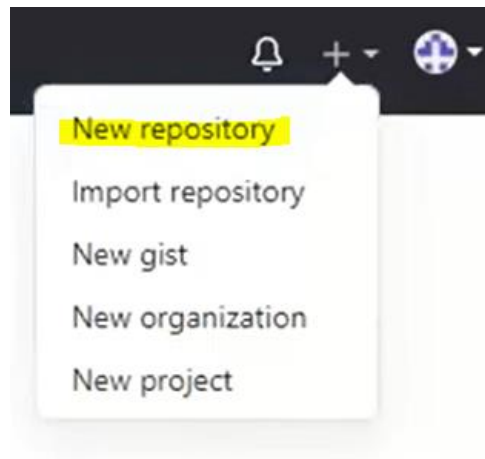 New repository
Import repository
New gist
New organization
New project